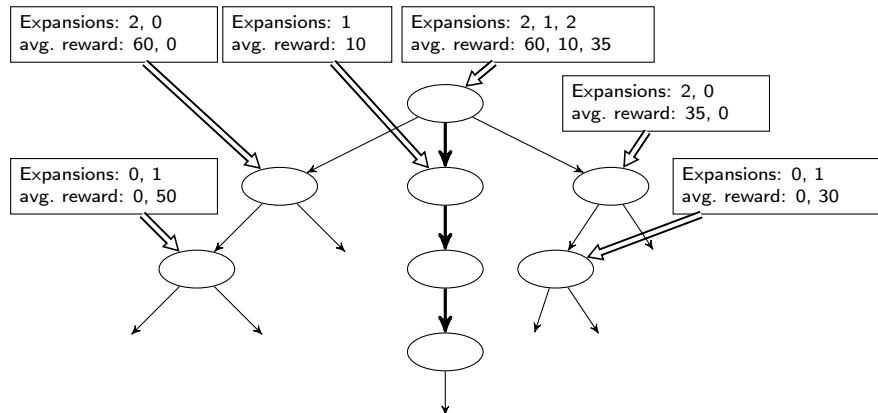 Expansions: 2, 0
avg. reward: 60, 0
Expansions: 1
avg. reward: 10
Expansions: 2, 1, 2
avg. reward: 60, 10, 35
Expansions: 2, 0
avg. reward: 35, 0
Expansions: 0, 1
avg. reward: 0, 50
Expansions: 0, 1
avg. reward: 0, 30